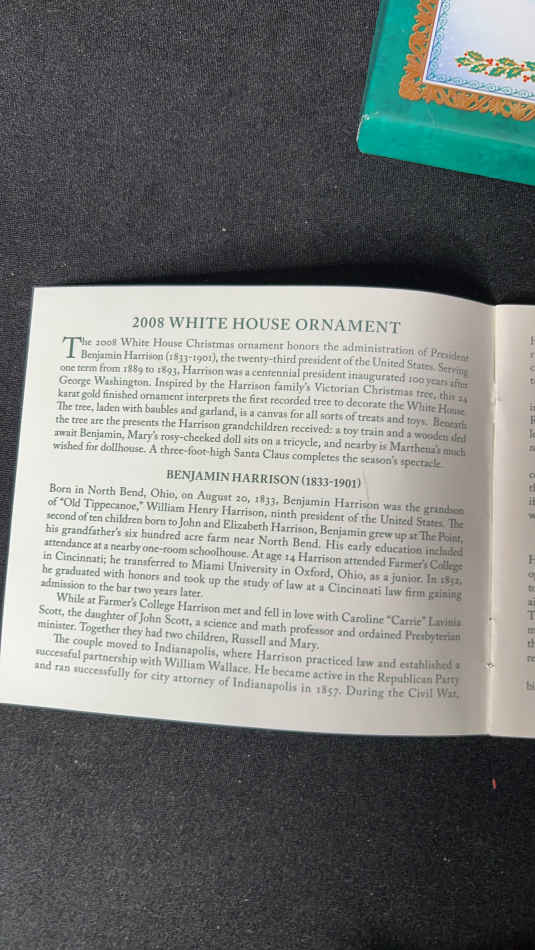 2008 WHITE HOUSE ORNAMENT
The 2008 White House Christmas ornament honors the administration of President
Benjamin Harrison (1833-1901), the twenty-third president of the United States. Serving
one term from 1889 to 1893, Harrison was a centennial president inaugurated 100 years after
George Washington. Inspired by the Harrison family's Victorian Christmas tree, this 24
karat gold finished ornament interprets the first recorded tree to decorate the White House.
The tree, laden with baubles and garland, is a canvas for all sorts of treats and toys. Beneath
the tree are the presents the Harrison grandchildren received: a toy train and a wooden sled
await Benjamin, Mary's rosy-cheeked doll sits on a tricycle, and nearby is Marthena's much
wished for dollhouse. A three-foot-high Santa Claus completes the season's spectacle.
BENJAMIN HARRISON (1833-1901)
Born in North Bend, Ohio, on August 20, 1833, Benjamin Harrison was the grandson
of "Old Tippecanoe," William Henry Harrison, ninth president of the United States. The
second of ten children born to John and Elizabeth Harrison, Benjamin grew up at The Point,
his grandfather's six hundred acre farm near North Bend. His early education included
attendance at a nearby one-room schoolhouse. At age 14 Harrison attended Farmer's College
in Cincinnati; he transferred to Miami University in Oxford, Ohio, as a junior. In 1852,
he graduated with honors and took up the study of law at a Cincinnati law firm gaining
admission to the bar two years later.
While at Farmer's College Harrison met and fell in love with Caroline "Carrie" Lavinia
Scott, the daughter of John Scott, a science and math professor and ordained Presbyterian
minister. Together they had two children, Russell and Mary.
The couple moved to Indianapolis, where Harrison practiced law and established a
successful partnership with William Wallace. He became active in the Republican Party
and ran successfully for city attorney of Indianapolis in 1857. During the Civil War,